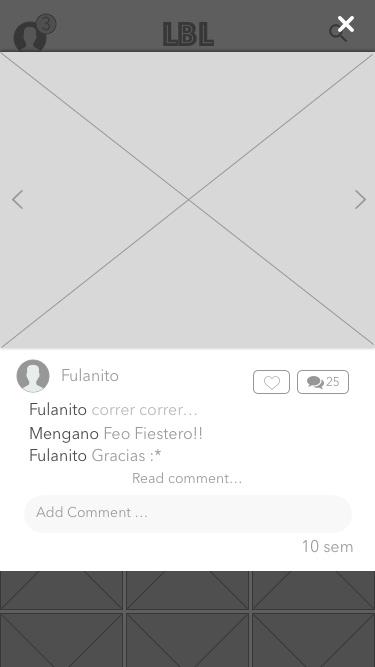 3
LBL
Fulanito
25
Fulanito correr correr...
Mengano Feo Fiestero!!
Fulanito Gracias :*
Read comment...
Add Comment ...
10 sem